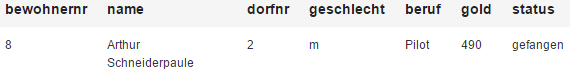 bewohnernr name dorfnr geschlecht beruf gold status
8 Arthur 2 m Pilot 490 gefangen
Schneiderpaule